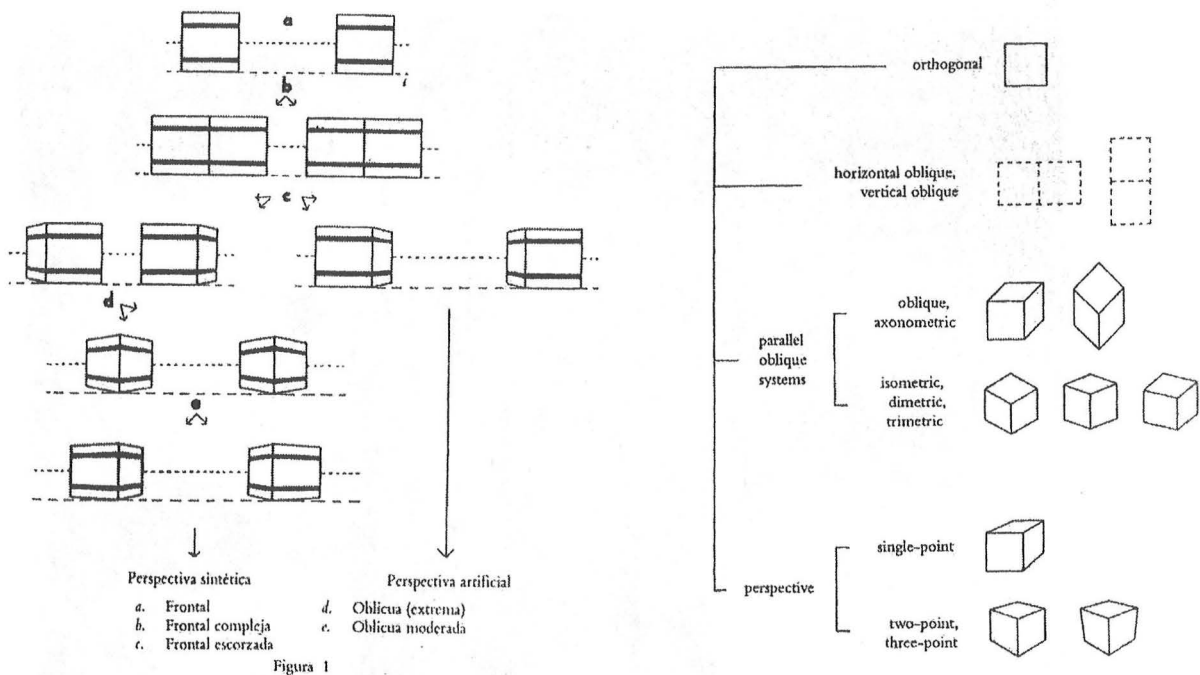 a
b
c
d
e
Perspectiva sintética
Perspectiva artificial
a. Frontal
b. Frontal compleja
c. Frontal escorzada
d. Oblicua (extrema)
e. Oblicua moderada
Figura 1
orthogonal
horizontal oblique,
vertical oblique
parallel
oblique
systems
oblique,
axonometric
isometric,
dimetric,
trimetric
perspective
single-point
two-point,
three-point